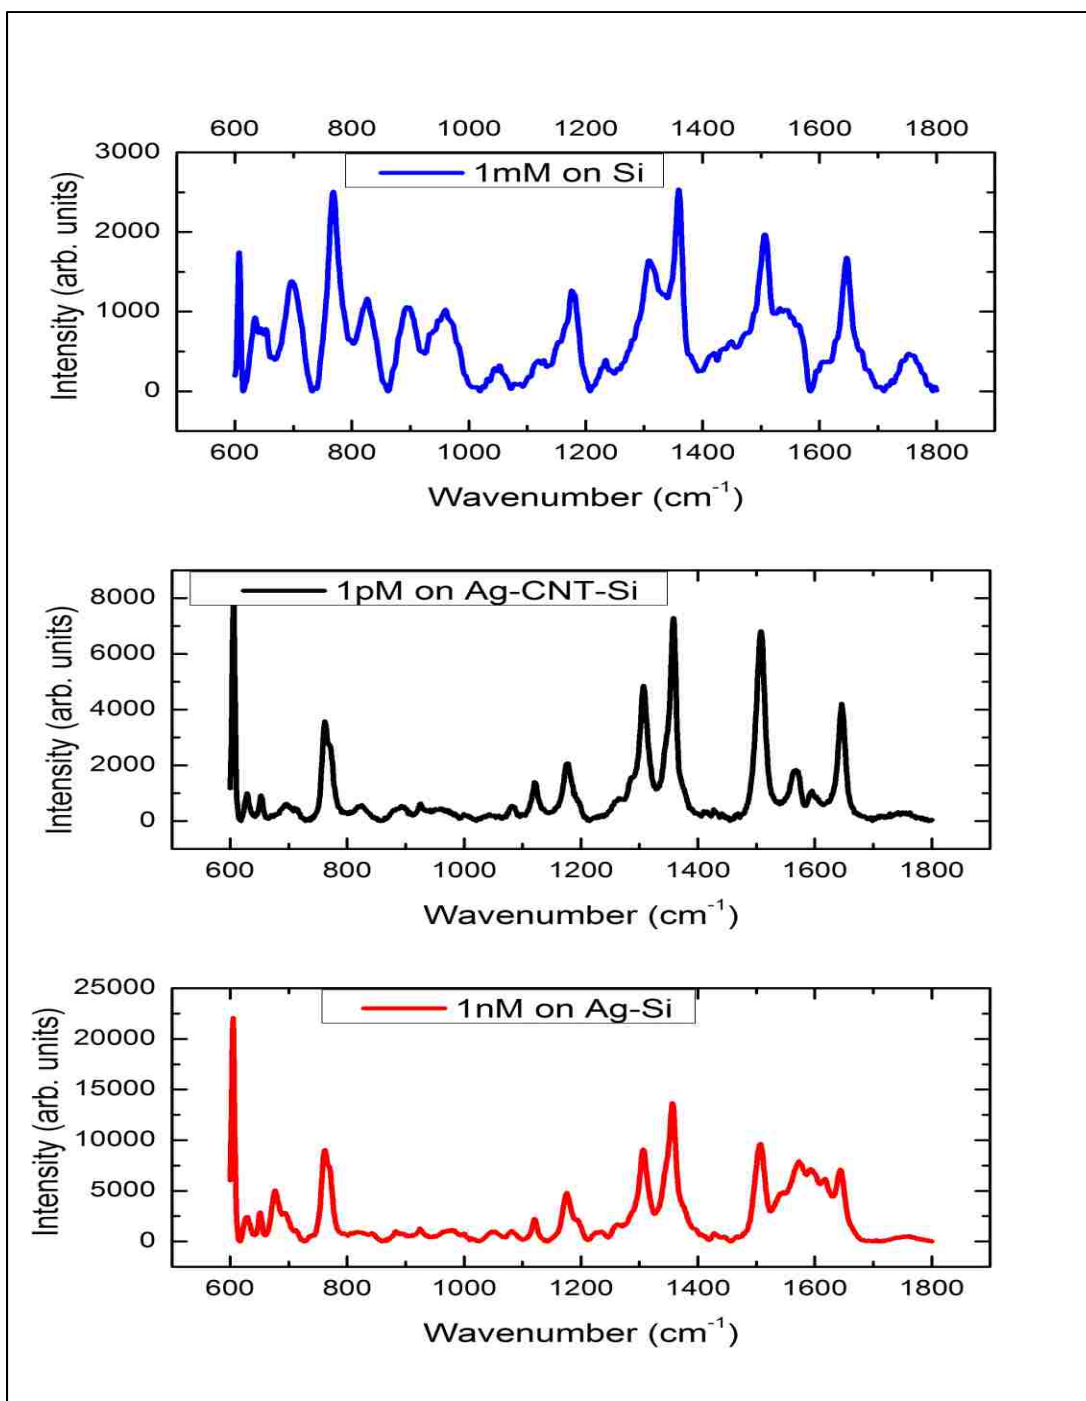 600 800 1000 1200 1400 1600 1800
3000
1mM on Si
2000
1000
0
Intensity (arb. units)
600 800 1000 1200 1400 1600 1800
Wavenumber (cm⁻¹)
8000
1pM on Ag-CNT-Si
6000
4000
2000
0
Intensity (arb. units)
600 800 1000 1200 1400 1600 1800
Wavenumber (cm⁻¹)
25000
1nM on Ag-Si
20000
15000
10000
5000
0
Intensity (arb. units)
600 800 1000 1200 1400 1600 1800
Wavenumber (cm⁻¹)